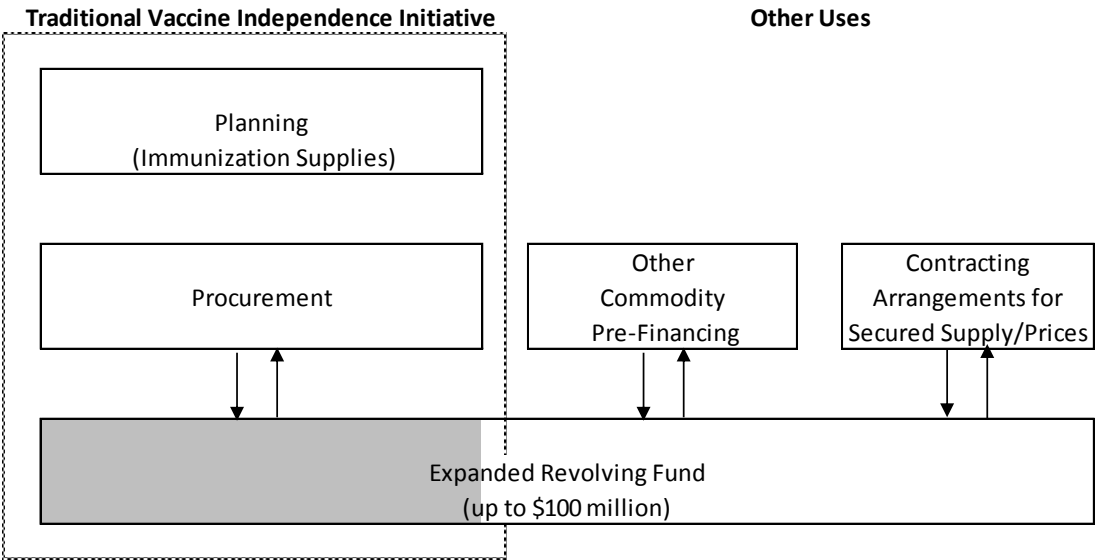 Traditional Vaccine Independence Initiative
Other Uses
Planning
(Immunization Supplies)
Procurement
Other
Commodity
Pre-Financing
Contracting
Arrangements for
Secured Supply/Prices
Expanded Revolving Fund
(up to $100 million)